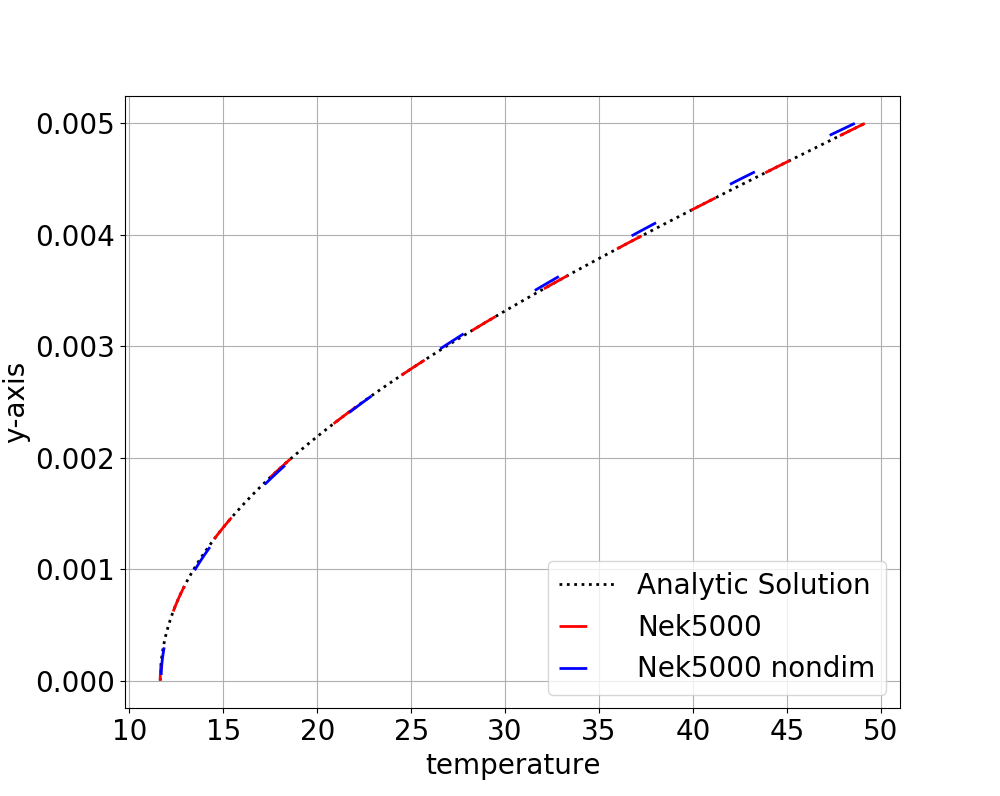 0.005
0.004
0.003
0.002
0.001
0.000
y-axis
10 15 20 25 30 35 40 45 50
temperature
Analytic Solution
Nek5000
Nek5000 nondim